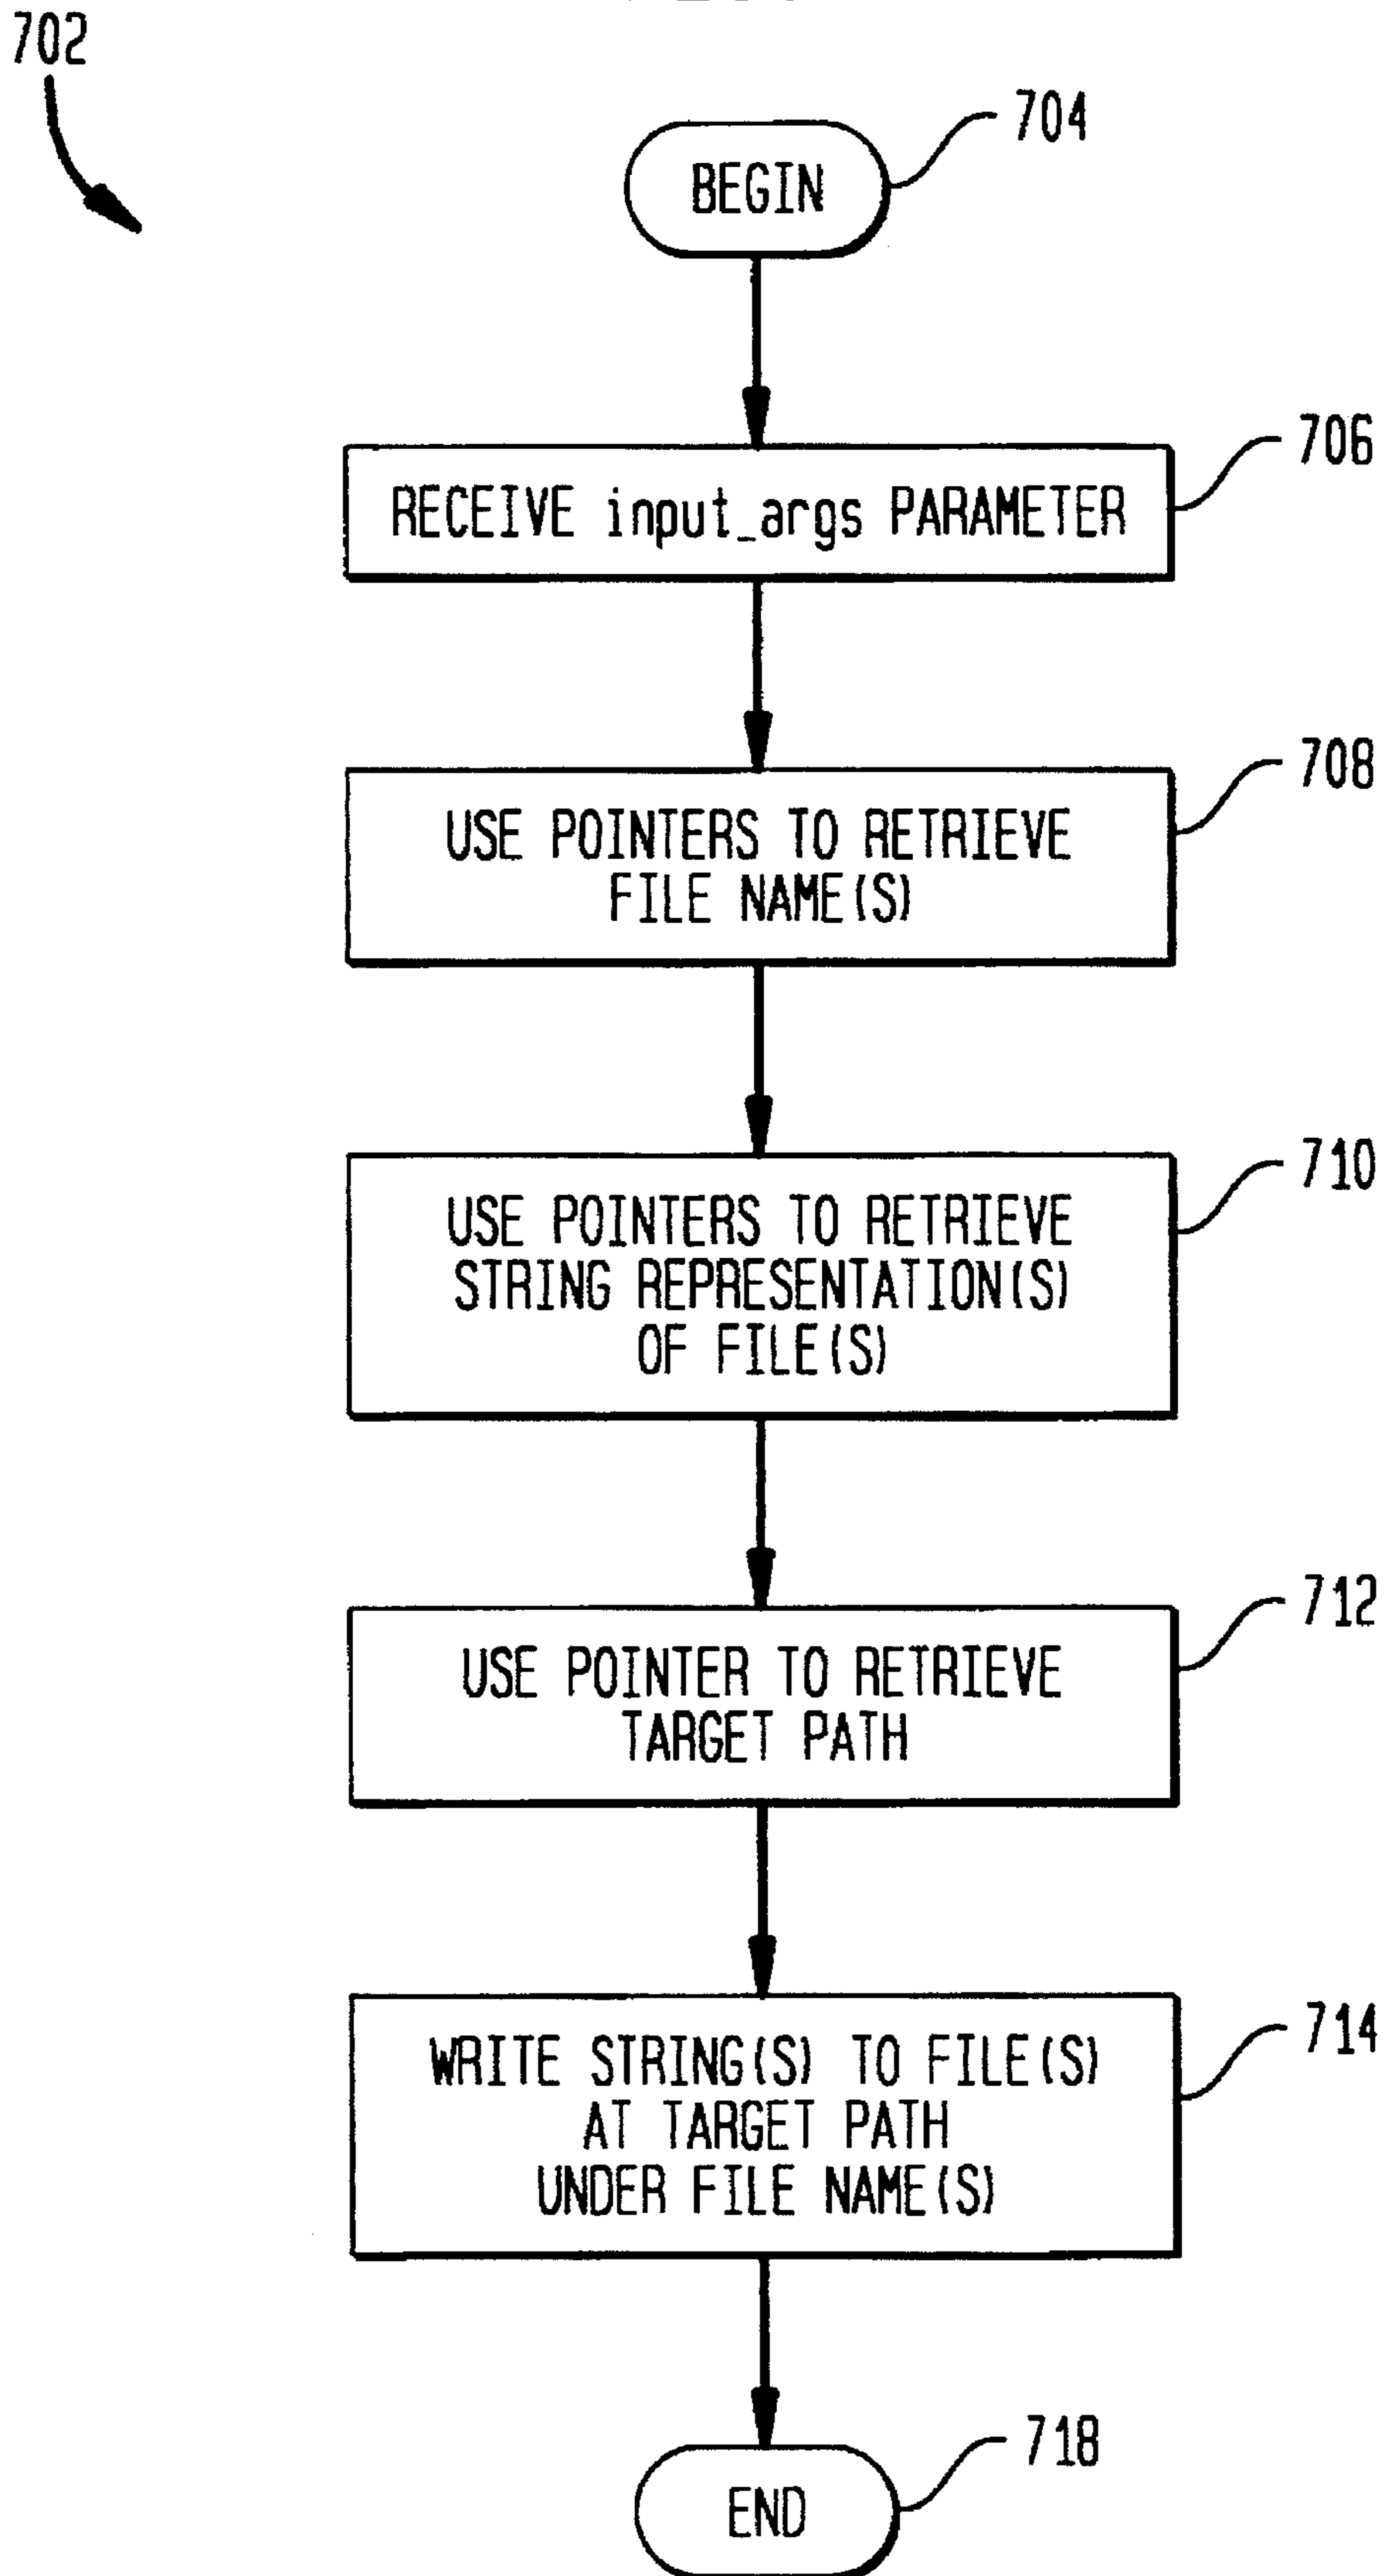 702
704
BEGIN
706
RECEIVE input_args PARAMETER
708
USE POINTERS TO RETRIEVE
FILE NAME(S)
710
USE POINTERS TO RETRIEVE
STRING REPRESENTATION(S)
OF FILE(S)
712
USE POINTER TO RETRIEVE
TARGET PATH
714
WRITE STRING(S) TO FILE(S)
AT TARGET PATH
UNDER FILE NAME(S)
718
END